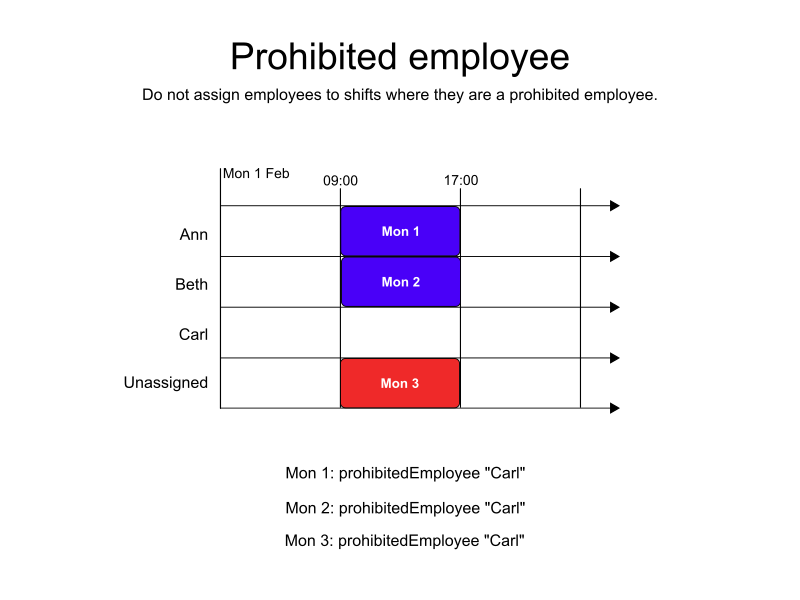 Prohibited employee
Do not assign employees to shifts where they are a prohibited employee.
Mon 1 Feb
09:00
17:00
Ann
Mon 1
Beth
Mon 2
Carl
Unassigned
Mon 3
Mon 1: prohibitedEmployee "Carl"
Mon 2: prohibitedEmployee "Carl"
Mon 3: prohibitedEmployee "Carl"